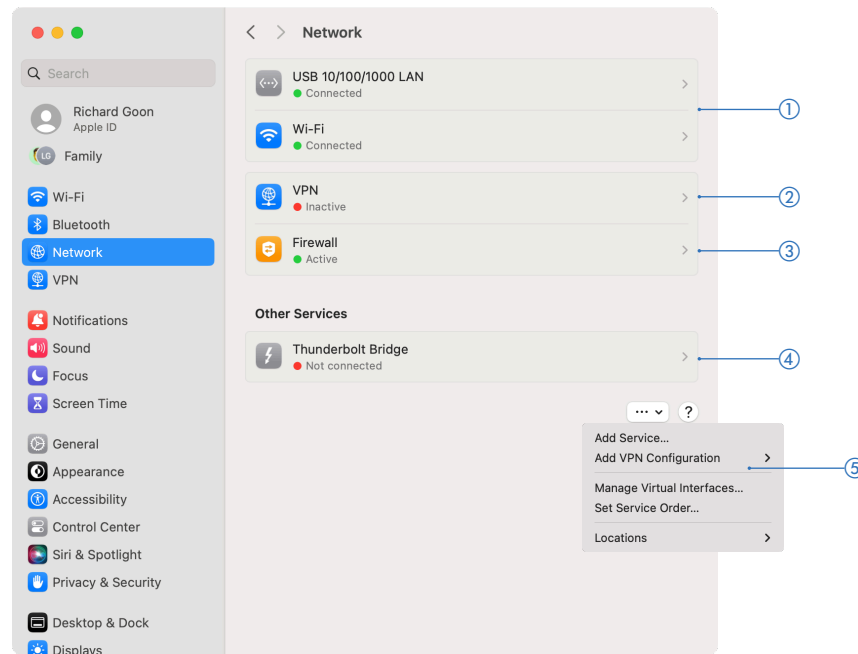 Network
Search
Richard Goon
Apple ID
LG
Family
Wi-Fi
Bluetooth
Network
VPN
Notifications
Sound
Focus
Screen Time
General
Appearance
Accessibility
Control Center
Siri & Spotlight
Privacy & Security
Desktop & Dock
Displays
USB 10/100/1000 LAN
Connected
Wi-Fi
Connected
①
VPN
Inactive
②
Firewall
Active
③
Other Services
Thunderbolt Bridge
Not connected
④
... ?
Add Service...
Add VPN Configuration
⑤
Manage Virtual Interfaces...
Set Service Order...
Locations